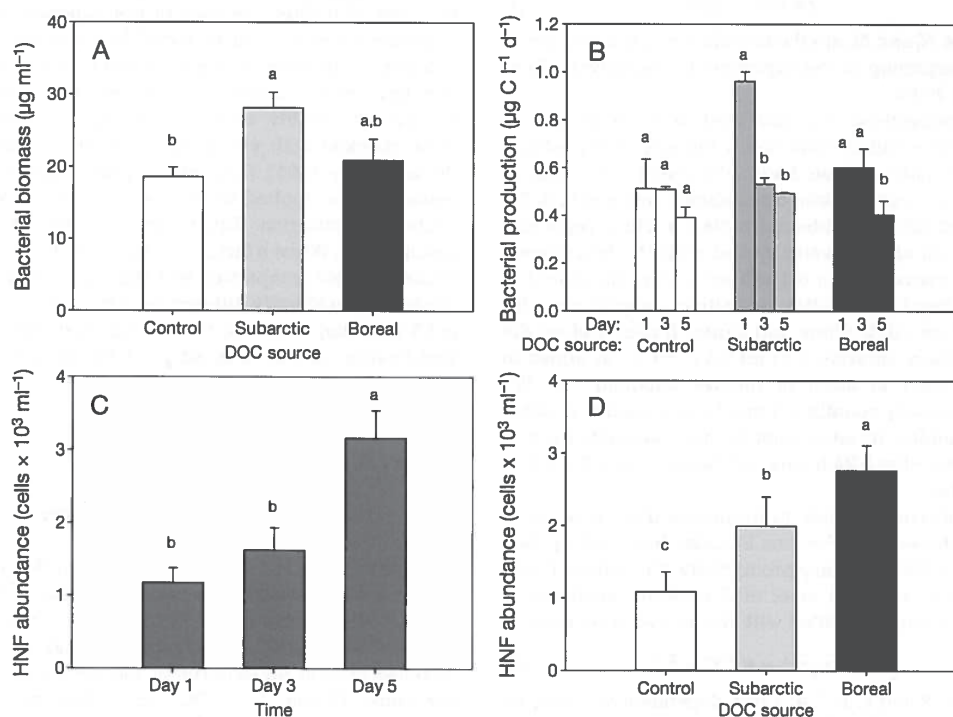 A
Bacterial biomass (µg ml⁻¹)
40
30
20
10
0
b
a
a,b
Control Subarctic Boreal
DOC source
B
Bacterial production (µg C l⁻¹ d⁻¹)
1.2
1.0
0.8
0.6
0.4
0.2
0.0
a a a
a b b
a a b
Day: 1 3 5 1 3 5 1 3 5
DOC source: Control Subarctic Boreal
C
HNF abundance (cells × 10³ ml⁻¹)
4
3
2
1
0
b
b
a
Day 1 Day 3 Day 5
Time
D
HNF abundance (cells × 10³ ml⁻¹)
4
3
2
1
0
c
b
a
Control Subarctic Boreal
DOC source